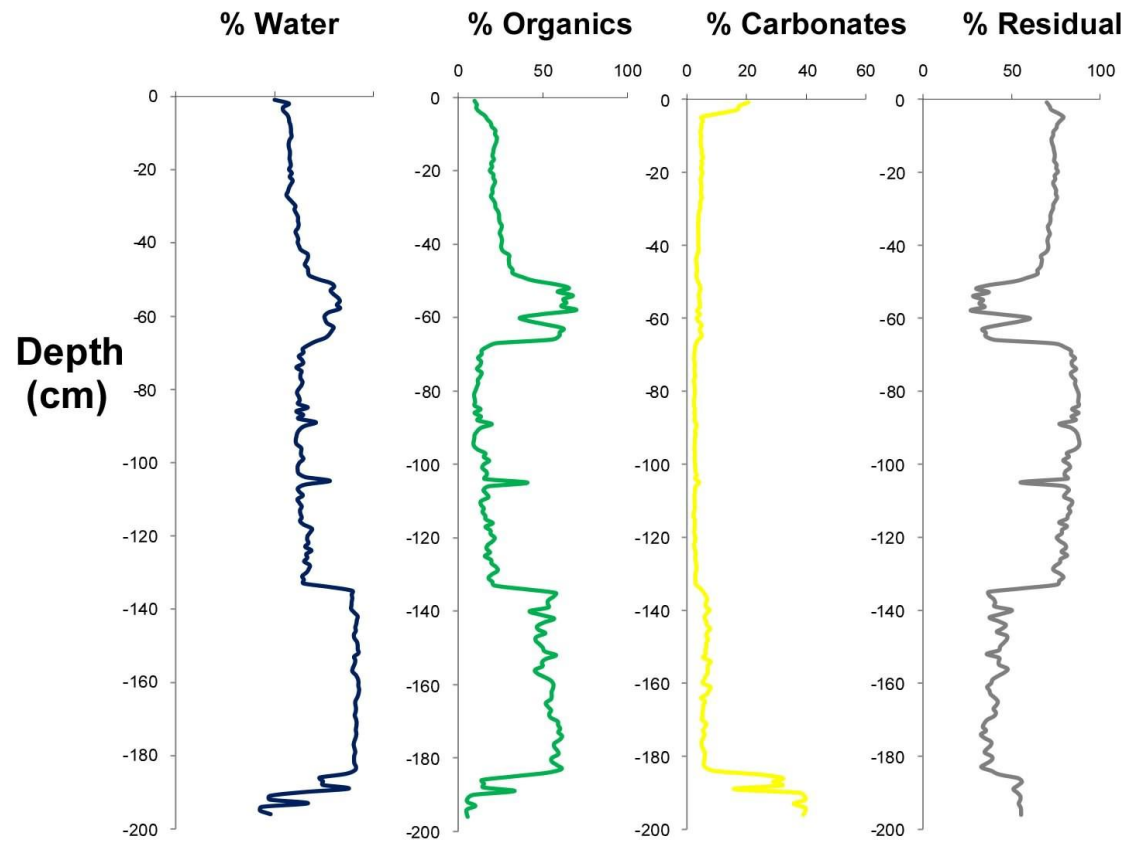 % Water % Organics % Carbonates % Residual
0 50 100 0 20 40 60 0 50 100
0 0 0 0
-20 -20 -20 -20
-40 -40 -40 -40
-60 -60 -60 -60
Depth
(cm)
-80 -80 -80 -80
-100 -100 -100 -100
-120 -120 -120 -120
-140 -140 -140 -140
-160 -160 -160 -160
-180 -180 -180 -180
-200 -200 -200 -200